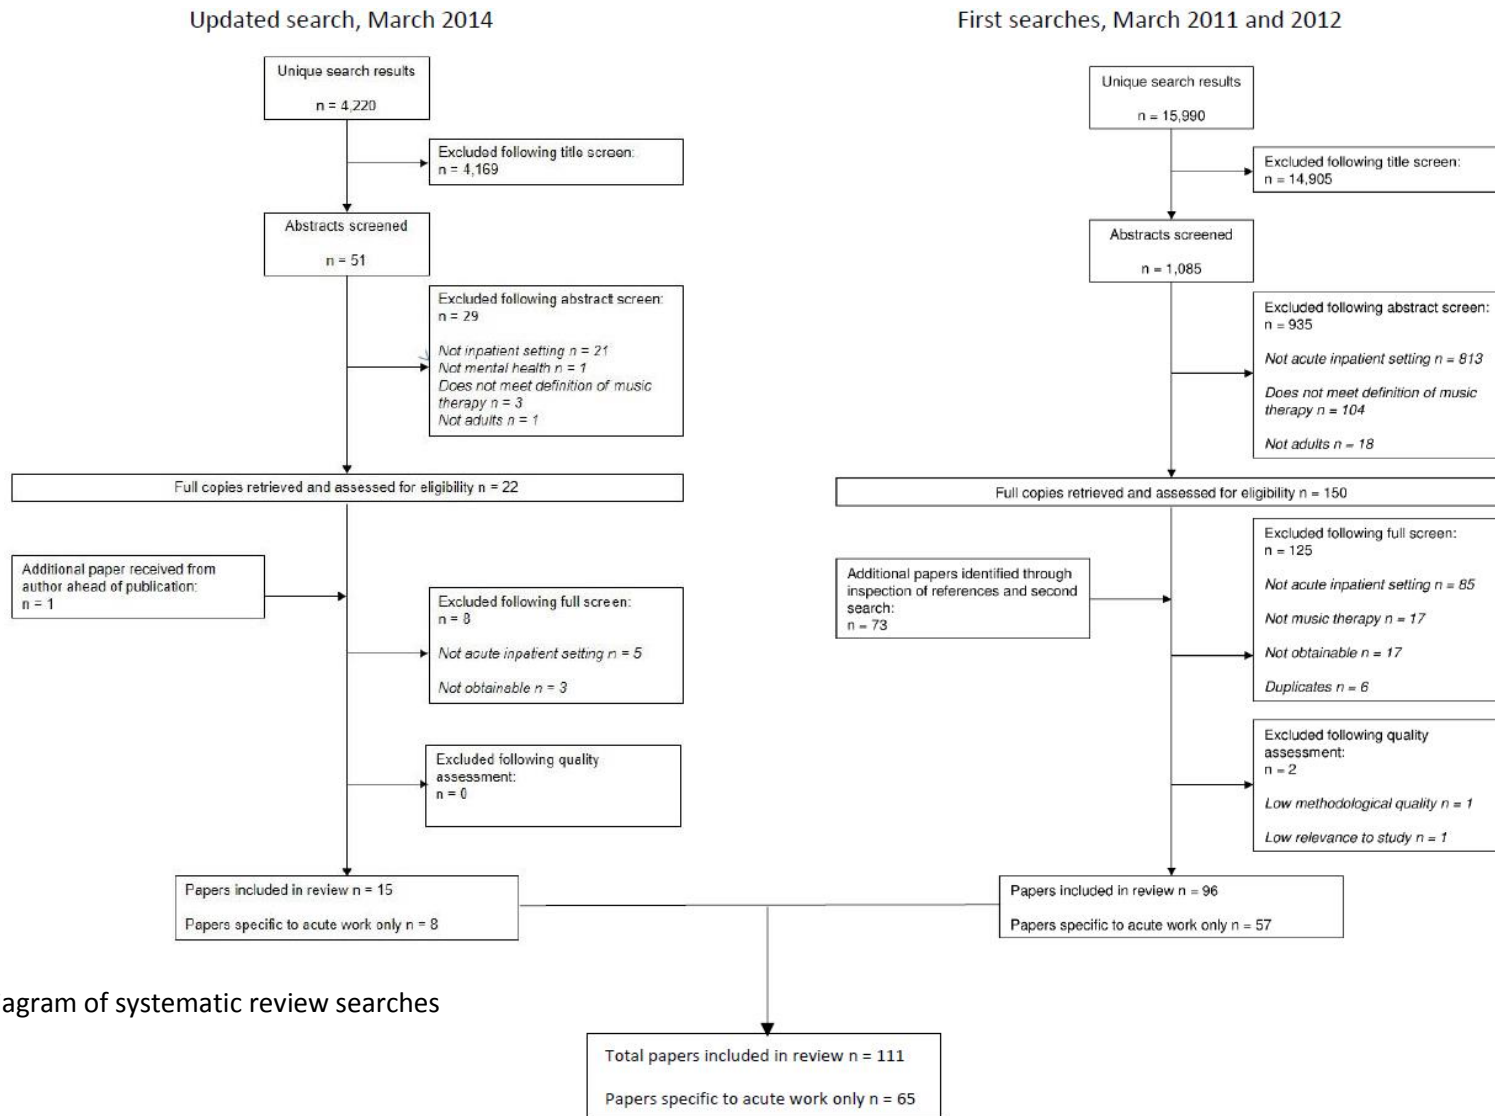 Updated search, March 2014
Unique search results
n = 4,220
Excluded following title screen:
n = 4,169
Abstracts screened
n = 51
Excluded following abstract screen:
n = 29
Not inpatient setting n = 21
Not mental health n = 1
Does not meet definition of music
therapy n = 3
Not adults n = 1
Full copies retrieved and assessed for eligibility n = 22
Additional paper received from
author ahead of publication:
n = 1
Excluded following full screen:
n = 8
Not acute inpatient setting n = 5
Not obtainable n = 3
Excluded following quality
assessment:
n = 0
Papers included in review n = 15
Papers specific to acute work only n = 8
First searches, March 2011 and 2012
Unique search results
n = 15,990
Excluded following title screen:
n = 14,905
Abstracts screened
n = 1,085
Excluded following abstract screen:
n = 935
Not acute inpatient setting n = 813
Does not meet definition of music
therapy n = 104
Not adults n = 18
Full copies retrieved and assessed for eligibility n = 150
Additional papers identified through
inspection of references and second
search:
n = 73
Excluded following full screen:
n = 125
Not acute inpatient setting n = 85
Not music therapy n = 17
Not obtainable n = 17
Duplicates n = 6
Excluded following quality
assessment:
n = 2
Low methodological quality n = 1
Low relevance to study n = 1
Papers included in review n = 96
Papers specific to acute work only n = 57
agram of systematic review searches
Total papers included in review n = 111
Papers specific to acute work only n = 65